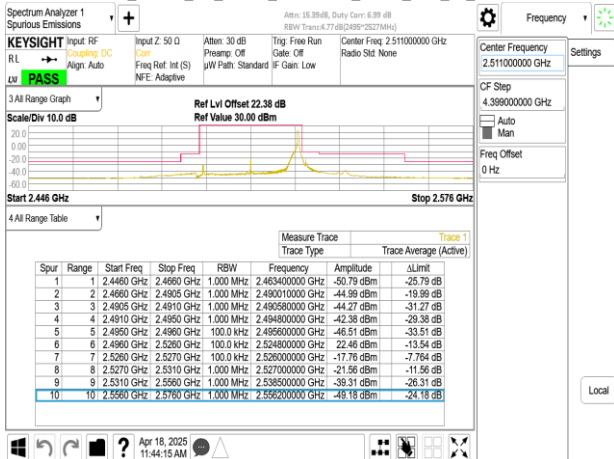 Spectrum Analyzer 1
Spurious Emissions
Atten: 15.39dB, Duty Corr: 6.99 dB
RBW Trans:4.77dB(2495~2527MHz)
Frequency
KEYSIGHT
RL
LXI
PASS
Input: RF
Coupling: DC
Align: Auto
Input Z: 50 Ω
Corr
Freq Ref: Int (S)
NFE: Adaptive
Atten: 30 dB
Preamp: Off
µW Path: Standard
Trig: Free Run
Gate: Off
IF Gain: Low
Center Freq: 2.511000000 GHz
Radio Std: None
Center Frequency
2.511000000 GHz
Settings
CF Step
4.399000000 GHz
Auto
Man
Freq Offset
0 Hz
3 All Range Graph
Scale/Div 10.0 dB
Ref Lvl Offset 22.38 dB
Ref Value 30.00 dBm
20.0
0.00
-20.0
-40.0
-60.0
Start 2.446 GHz
Stop 2.576 GHz
4 All Range Table
Measure Trace Trace 1
Trace Type Trace Average (Active)
Spur Range Start Freq Stop Freq RBW Frequency Amplitude ΔLimit
1 1 2.4460 GHz 2.4660 GHz 1.000 MHz 2.463400000 GHz -50.79 dBm -25.79 dB
2 2 2.4660 GHz 2.4905 GHz 1.000 MHz 2.490010000 GHz -44.99 dBm -19.99 dB
3 3 2.4905 GHz 2.4910 GHz 1.000 MHz 2.490580000 GHz -44.27 dBm -31.27 dB
4 4 2.4910 GHz 2.4950 GHz 1.000 MHz 2.494800000 GHz -42.38 dBm -29.38 dB
5 5 2.4950 GHz 2.4960 GHz 100.0 kHz 2.495600000 GHz -46.51 dBm -33.51 dB
6 6 2.4960 GHz 2.5260 GHz 100.0 kHz 2.524800000 GHz 22.46 dBm -13.54 dB
7 7 2.5260 GHz 2.5270 GHz 100.0 kHz 2.526000000 GHz -17.76 dBm -7.764 dB
8 8 2.5270 GHz 2.5310 GHz 1.000 MHz 2.527000000 GHz -21.56 dBm -11.56 dB
9 9 2.5310 GHz 2.5560 GHz 1.000 MHz 2.538500000 GHz -39.31 dBm -26.31 dB
10 10 2.5560 GHz 2.5760 GHz 1.000 MHz 2.556200000 GHz -49.18 dBm -24.18 dB
Local
Apr 18, 2025
11:44:15 AM